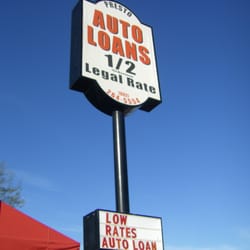 PRESTO
AUTO
LOANS
1/2
Legal Rate
LOW
RATES
AUTO LOAN